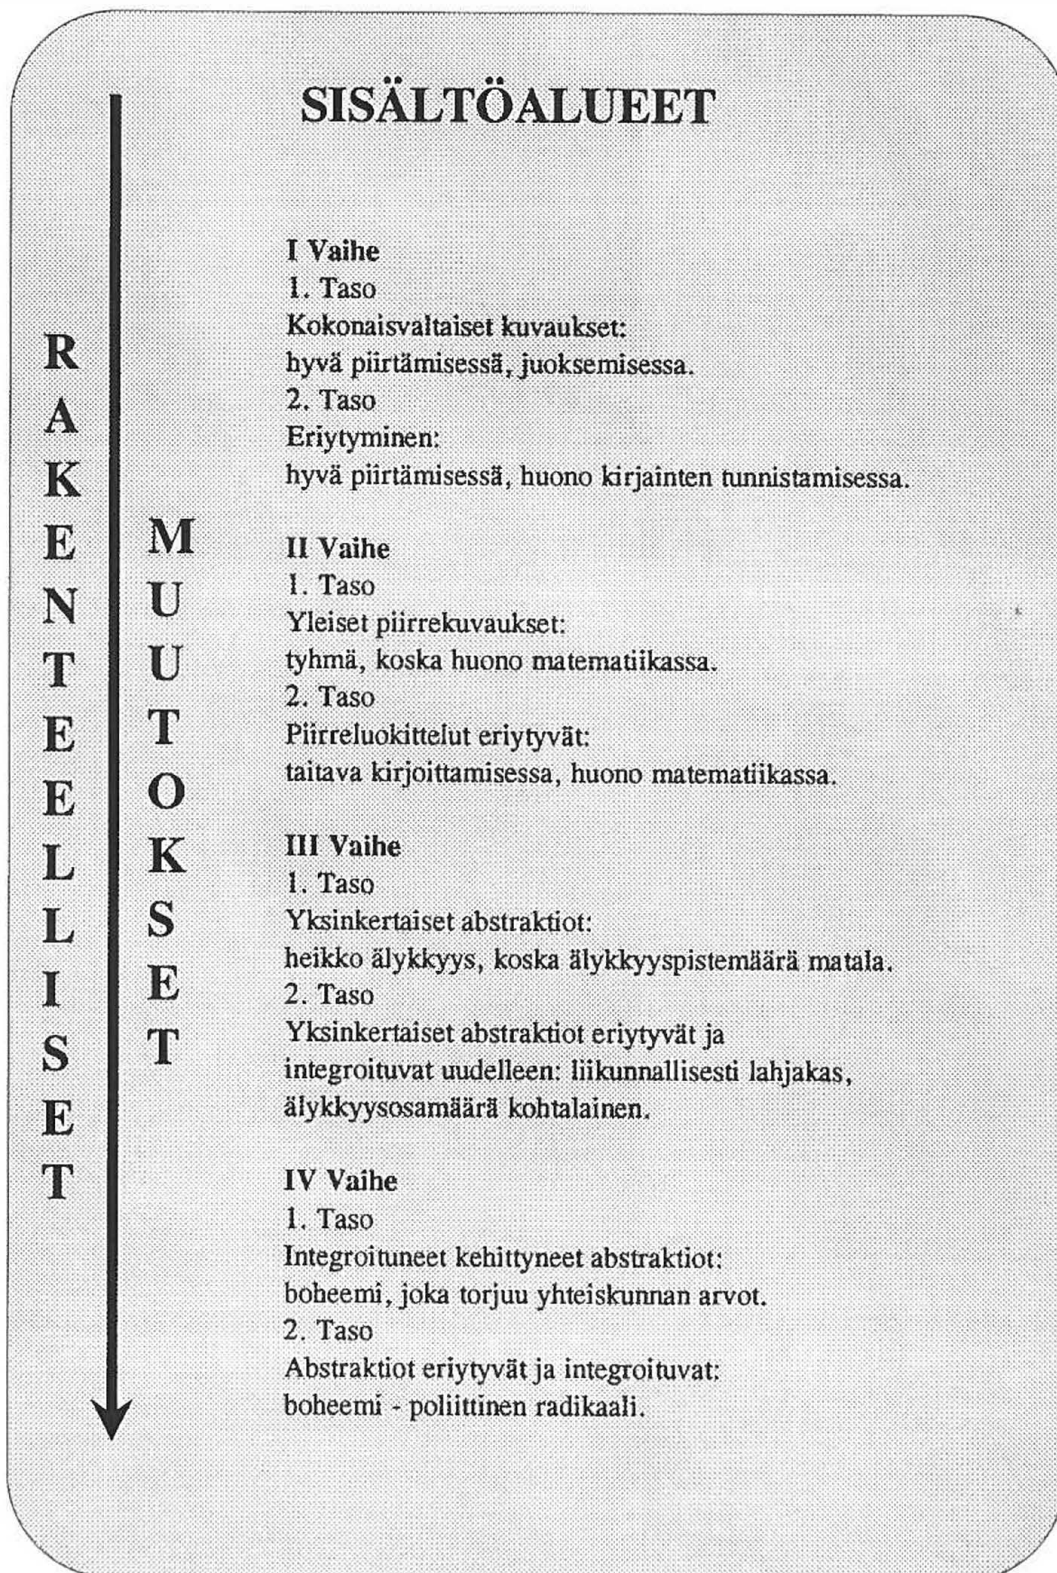 SISÄLTÖALUEET
RAKENTEELLISET
MUUTOKSET
I Vaihe
1. Taso
Kokonaisvaltaiset kuvaukset:
hyvä piirtämisessä, juoksemisessa.
2. Taso
Eriytyminen:
hyvä piirtämisessä, huono kirjainten tunnistamisessa.
II Vaihe
1. Taso
Yleiset piirrekuvaukset:
tyhmä, koska huono matematiikassa.
2. Taso
Piirreluokittelut eriytyvät:
taitava kirjoittamisessa, huono matematiikassa.
III Vaihe
1. Taso
Yksinkertaiset abstraktiot:
heikko älykkyys, koska älykkyyspistemäärä matala.
2. Taso
Yksinkertaiset abstraktiot eriytyvät ja
integroituvat uudelleen: liikunnallisesti lahjakas,
älykkyysosamäärä kohtalainen.
IV Vaihe
1. Taso
Integroituneet kehittyneet abstraktiot:
boheemi, joka torjuu yhteiskunnan arvot.
2. Taso
Abstraktiot eriytyvät ja integroituvat:
boheemi - poliittinen radikaali.